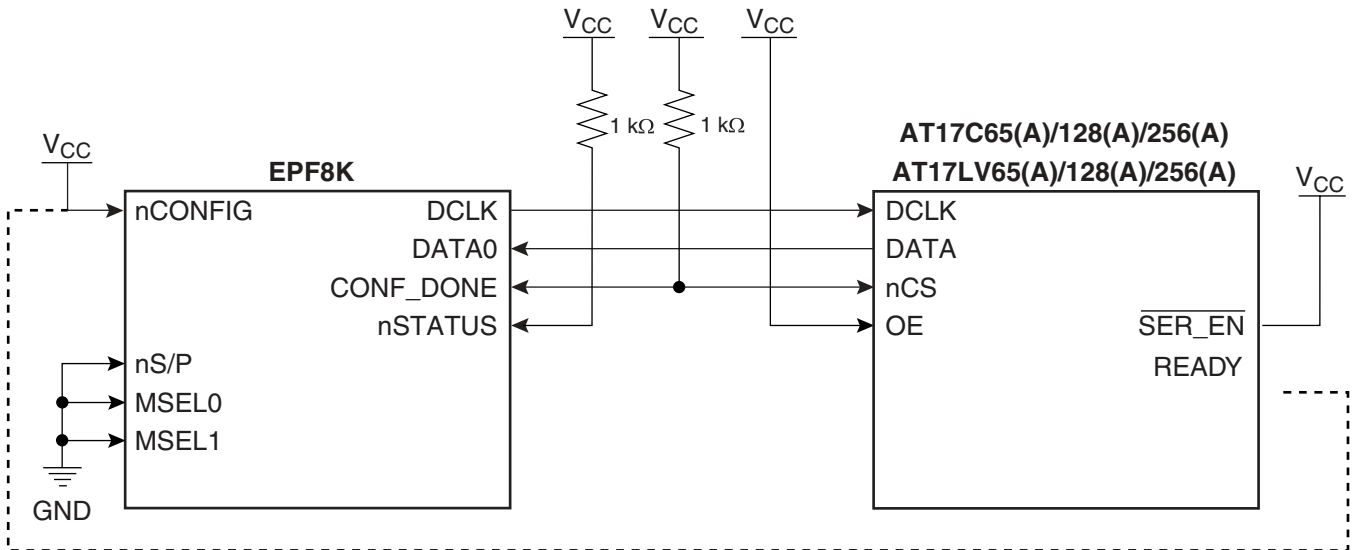 VCC VCC VCC
1 kΩ 1 kΩ
AT17C65(A)/128(A)/256(A)
AT17LV65(A)/128(A)/256(A)
VCC
EPF8K
VCC
nCONFIG
DCLK
DATA0
CONF_DONE
nSTATUS
nS/P
MSEL0
MSEL1
GND
DCLK
DATA
nCS
OE
SER_EN
READY